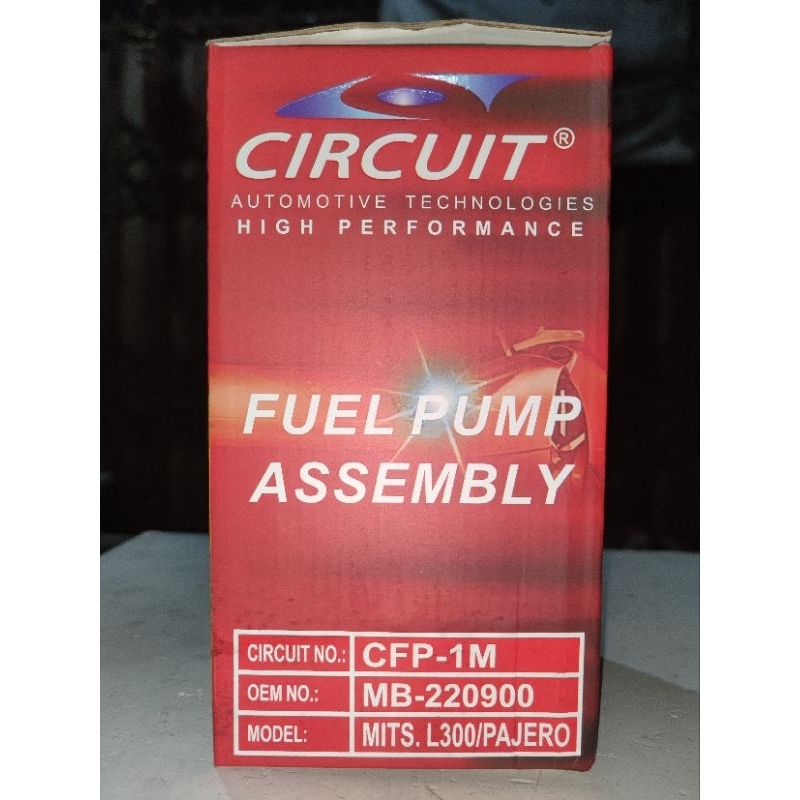 CIRCUIT®
AUTOMOTIVE TECHNOLOGIES
HIGH PERFORMANCE
FUEL PUMP
ASSEMBLY
CIRCUIT NO.: CFP-1M
OEM NO.: MB-220900
MODEL: MITS. L300/PAJERO